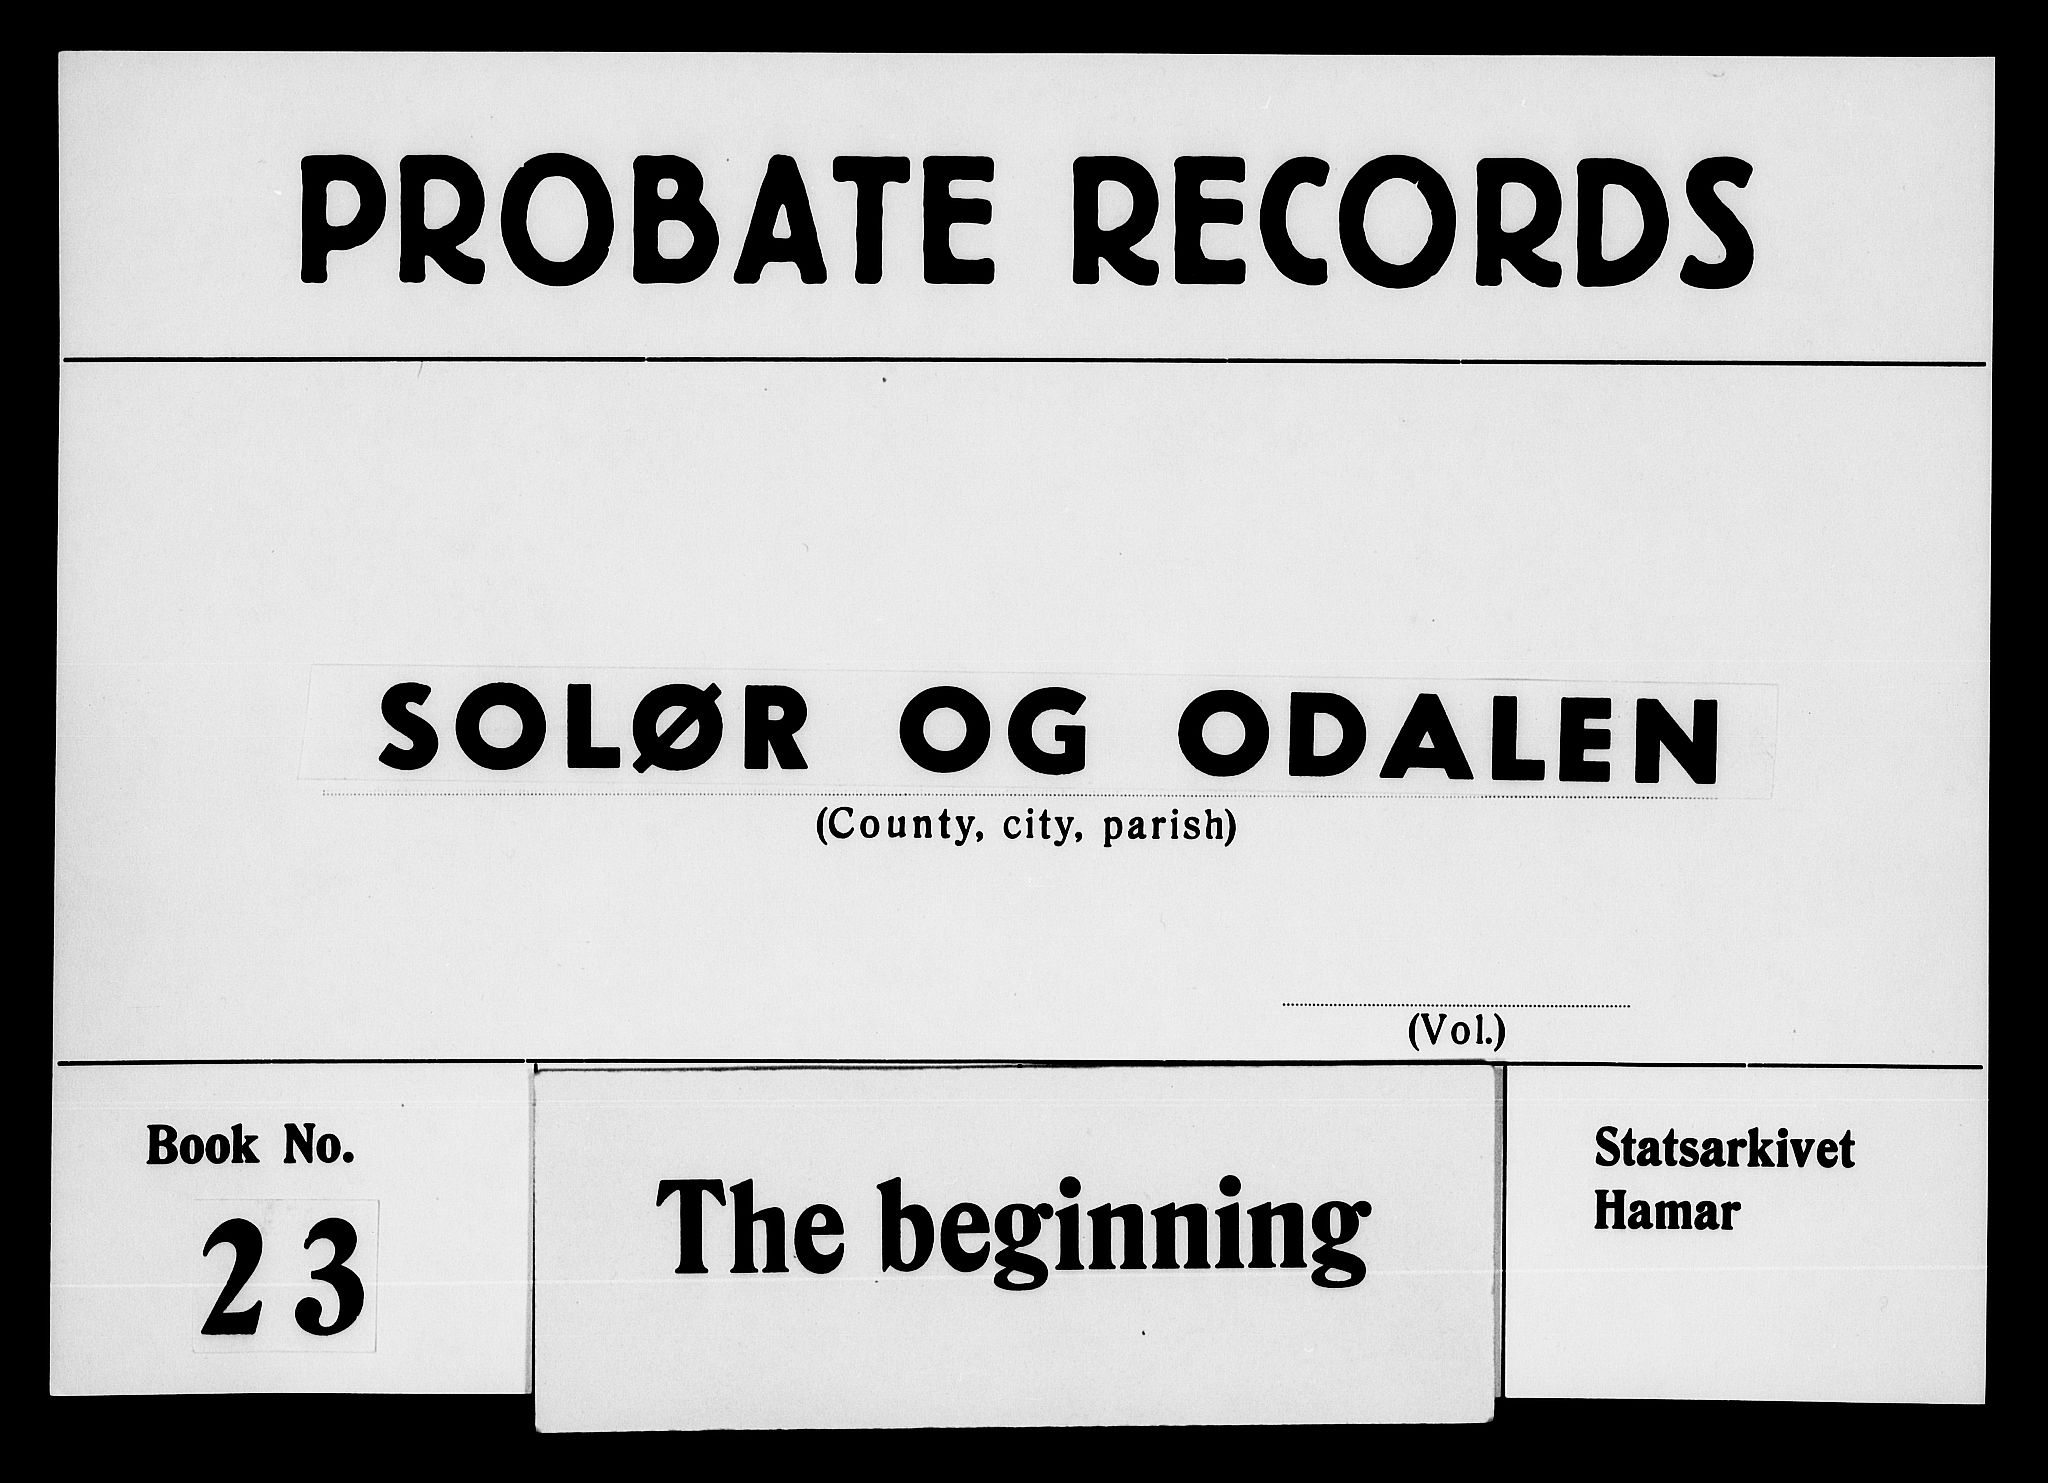 PROBATE RECORDS
SOLØR OG ODALEN
(County, city, parish)
(Vol.)
Book No.
23
The beginning
Statsarkivet
Hamar